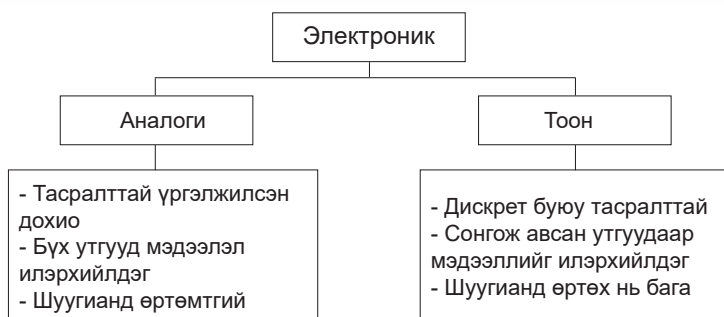 Электроник
Аналоги
Тоон
- Тасралттай үргэлжилсэн
дохио
- Бүх утгууд мэдээлэл
илэрхийлдэг
- Шуугианд өртөмтгий
- Дискрет буюу тасралттай
- Сонгож авсан утгуудаар
мэдээллийг илэрхийлдэг
- Шуугианд өртөх нь бага